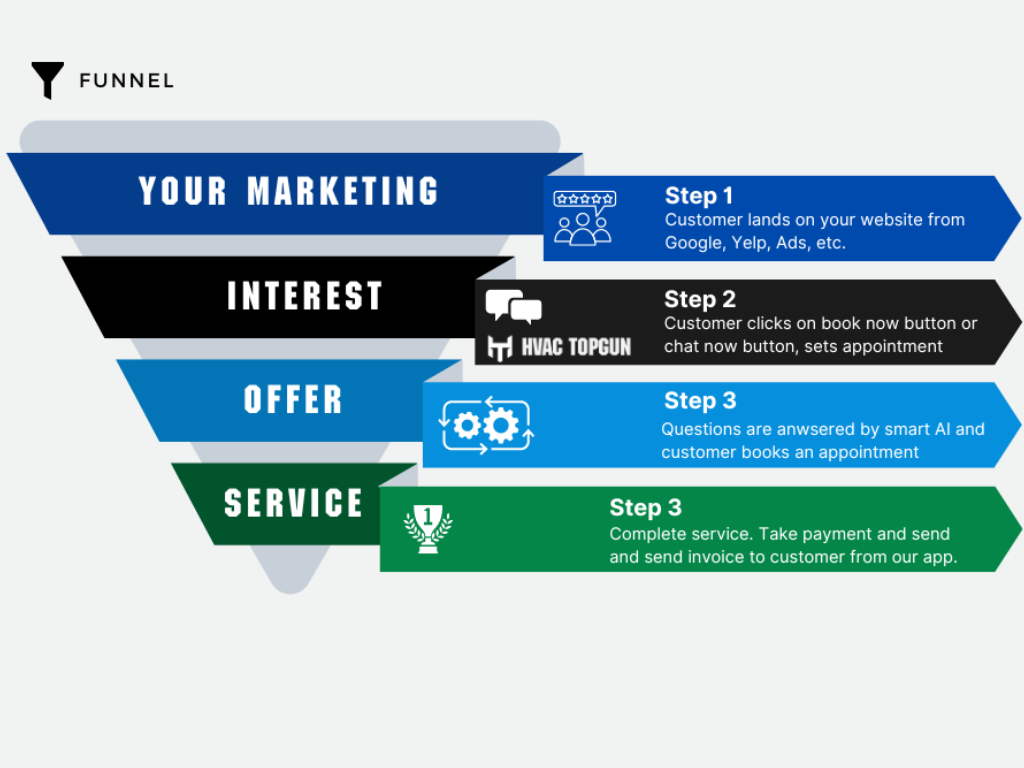 FUNNEL
YOUR MARKETING
Step 1
Customer lands on your website from
Google, Yelp, Ads, etc.
INTEREST
HVAC TOPGUN
Step 2
Customer clicks on book now button or
chat now button, sets appointment
OFFER
Step 3
Questions are anwsered by smart AI and
customer books an appointment
SERVICE
1
Step 3
Complete service. Take payment and send
and send invoice to customer from our app.